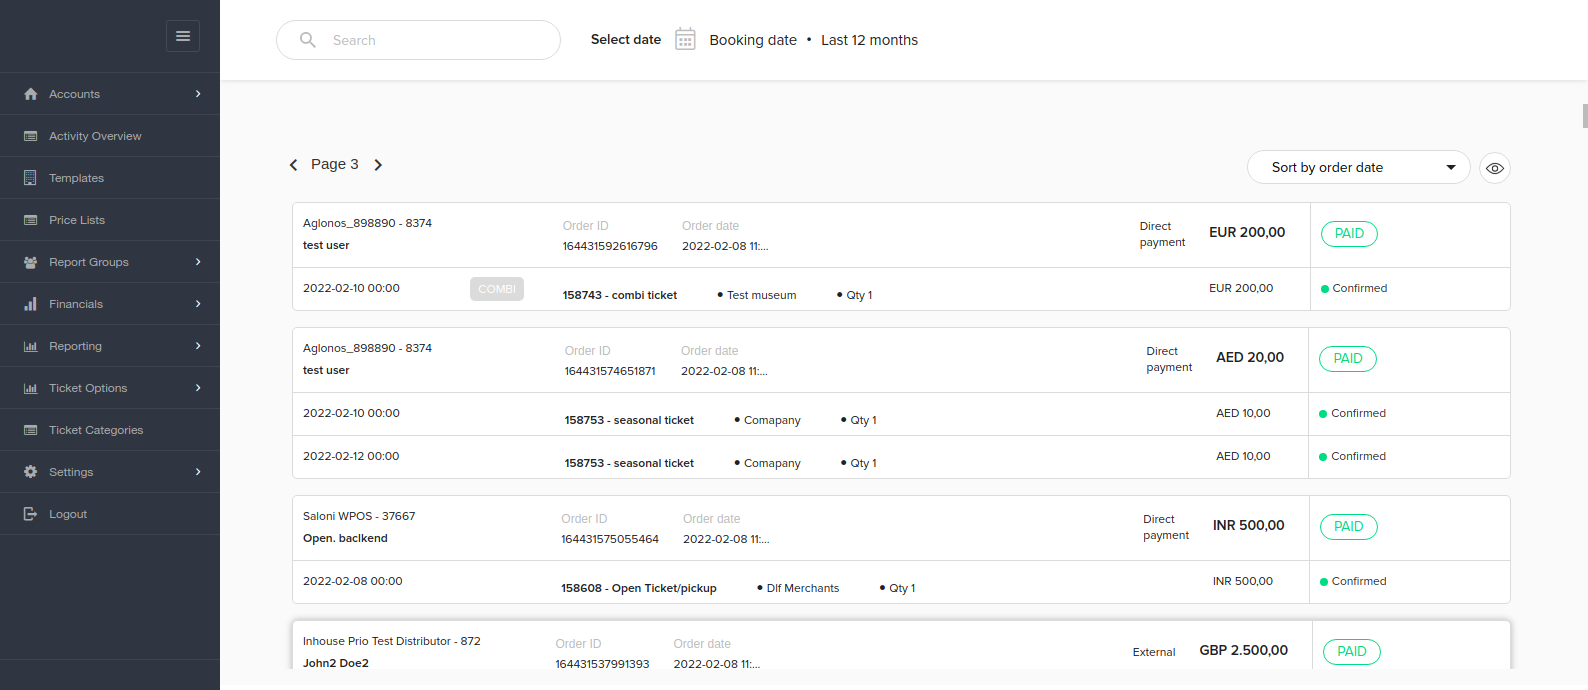 Accounts
Activity Overview
Templates
Price Lists
Report Groups
Financials
Reporting
Ticket Options
Ticket Categories
Settings
Logout
Search
Select date
Booking date • Last 12 months
Page 3
Sort by order date
Aglonos_898890 - 8374
test user
Order ID
164431592616796
Order date
2022-02-08 11:...
Direct
payment
EUR 200,00
PAID
2022-02-10 00:00
COMBI
158743 - combi ticket
• Test museum
• Qty 1
EUR 200,00
Confirmed
Aglonos_898890 - 8374
test user
Order ID
164431574651871
Order date
2022-02-08 11:...
Direct
payment
AED 20,00
PAID
2022-02-10 00:00
158753 - seasonal ticket
• Comapany
• Qty 1
AED 10,00
Confirmed
2022-02-12 00:00
158753 - seasonal ticket
• Comapany
• Qty 1
AED 10,00
Confirmed
Saloni WPOS - 37667
Open. baclkend
Order ID
164431575055464
Order date
2022-02-08 11:...
Direct
payment
INR 500,00
PAID
2022-02-08 00:00
158608 - Open Ticket/pickup
• Dlf Merchants
• Qty 1
INR 500,00
Confirmed
Inhouse Prio Test Distributor - 872
John2 Doe2
Order ID
164431537991393
Order date
2022-02-08 11:...
External
GBP 2.500,00
PAID